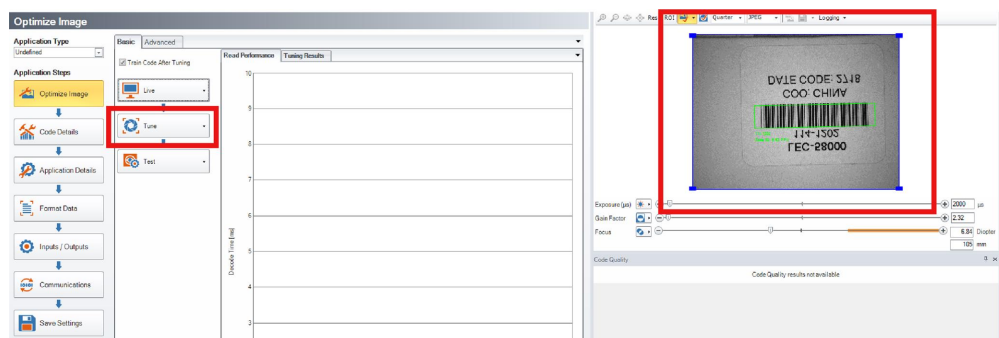 Optimize Image
Application Type
Undefined
Application Steps
Optimize Image
Code Details
Application Details
Format Data
Inputs / Outputs
Communications
Save Settings
Basic
Advanced
Train Code After Tuning
Live
Tune
Test
Read Performance
Tuning Results
10
9
8
7
Decode Time [ms]
4
3
ROI
Quarter
JPEG
Logging
DATE CODE: 2718
COO: CHINA
114-1202
LEC-88000
Exposure (µs)
2000 µs
Gain Factor
2.32
Focus
6.84 Diopter
105 mm
Code Quality
Code Quality results not available